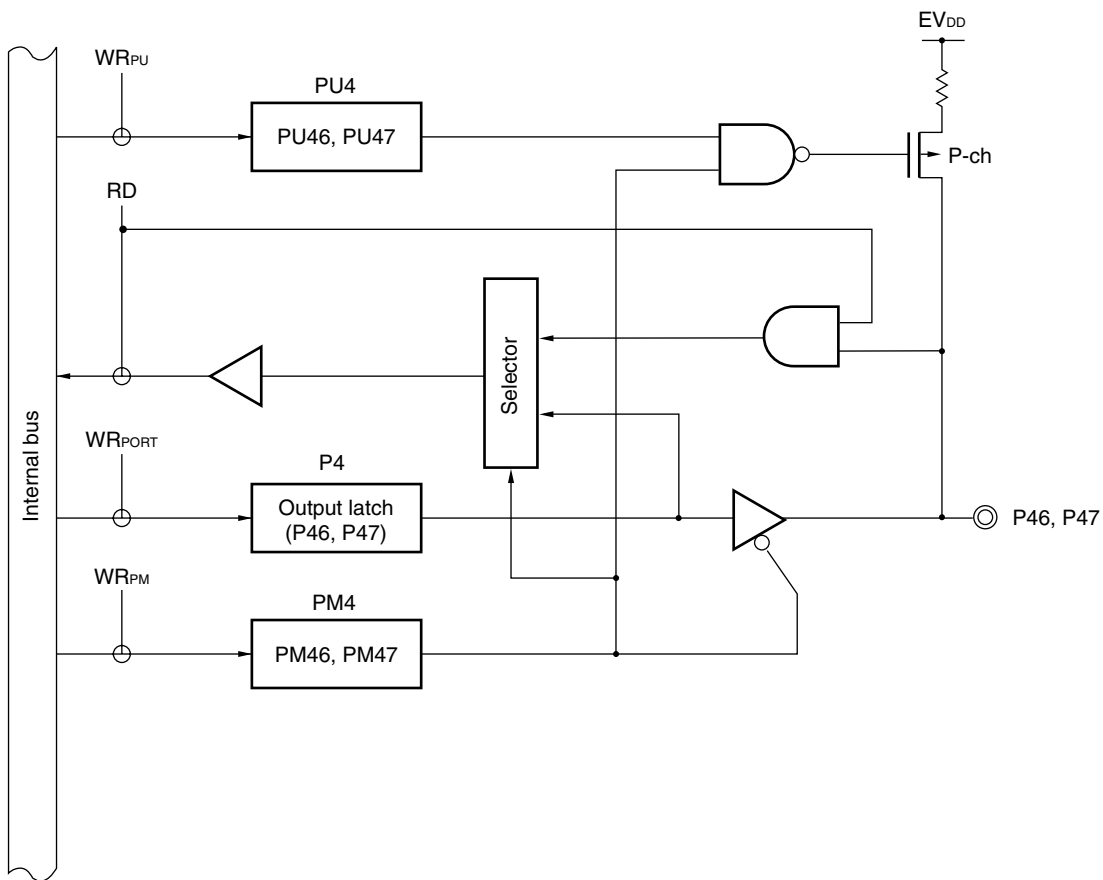 EVDD
WRPU
PU4
PU46, PU47
P-ch
RD
Selector
Internal bus
WRPORT
P4
Output latch
(P46, P47)
P46, P47
WRPM
PM4
PM46, PM47